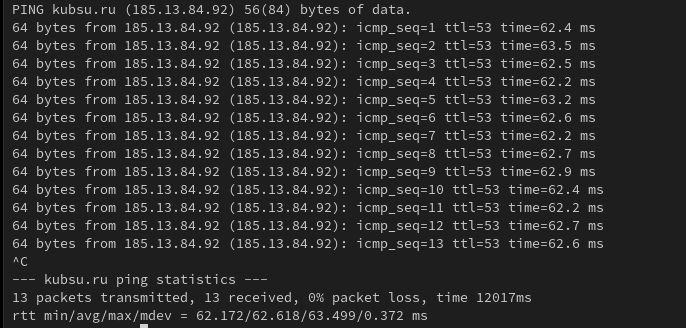 PING kubsu.ru (185.13.84.92) 56(84) bytes of data.
64 bytes from 185.13.84.92 (185.13.84.92): icmp_seq=1 ttl=53 time=62.4 ms
64 bytes from 185.13.84.92 (185.13.84.92): icmp_seq=2 ttl=53 time=63.5 ms
64 bytes from 185.13.84.92 (185.13.84.92): icmp_seq=3 ttl=53 time=62.5 ms
64 bytes from 185.13.84.92 (185.13.84.92): icmp_seq=4 ttl=53 time=62.2 ms
64 bytes from 185.13.84.92 (185.13.84.92): icmp_seq=5 ttl=53 time=63.2 ms
64 bytes from 185.13.84.92 (185.13.84.92): icmp_seq=6 ttl=53 time=62.6 ms
64 bytes from 185.13.84.92 (185.13.84.92): icmp_seq=7 ttl=53 time=62.2 ms
64 bytes from 185.13.84.92 (185.13.84.92): icmp_seq=8 ttl=53 time=62.7 ms
64 bytes from 185.13.84.92 (185.13.84.92): icmp_seq=9 ttl=53 time=62.9 ms
64 bytes from 185.13.84.92 (185.13.84.92): icmp_seq=10 ttl=53 time=62.4 ms
64 bytes from 185.13.84.92 (185.13.84.92): icmp_seq=11 ttl=53 time=62.2 ms
64 bytes from 185.13.84.92 (185.13.84.92): icmp_seq=12 ttl=53 time=62.7 ms
64 bytes from 185.13.84.92 (185.13.84.92): icmp_seq=13 ttl=53 time=62.6 ms
^C
--- kubsu.ru ping statistics ---
13 packets transmitted, 13 received, 0% packet loss, time 12017ms
rtt min/avg/max/mdev = 62.172/62.618/63.499/0.372 ms